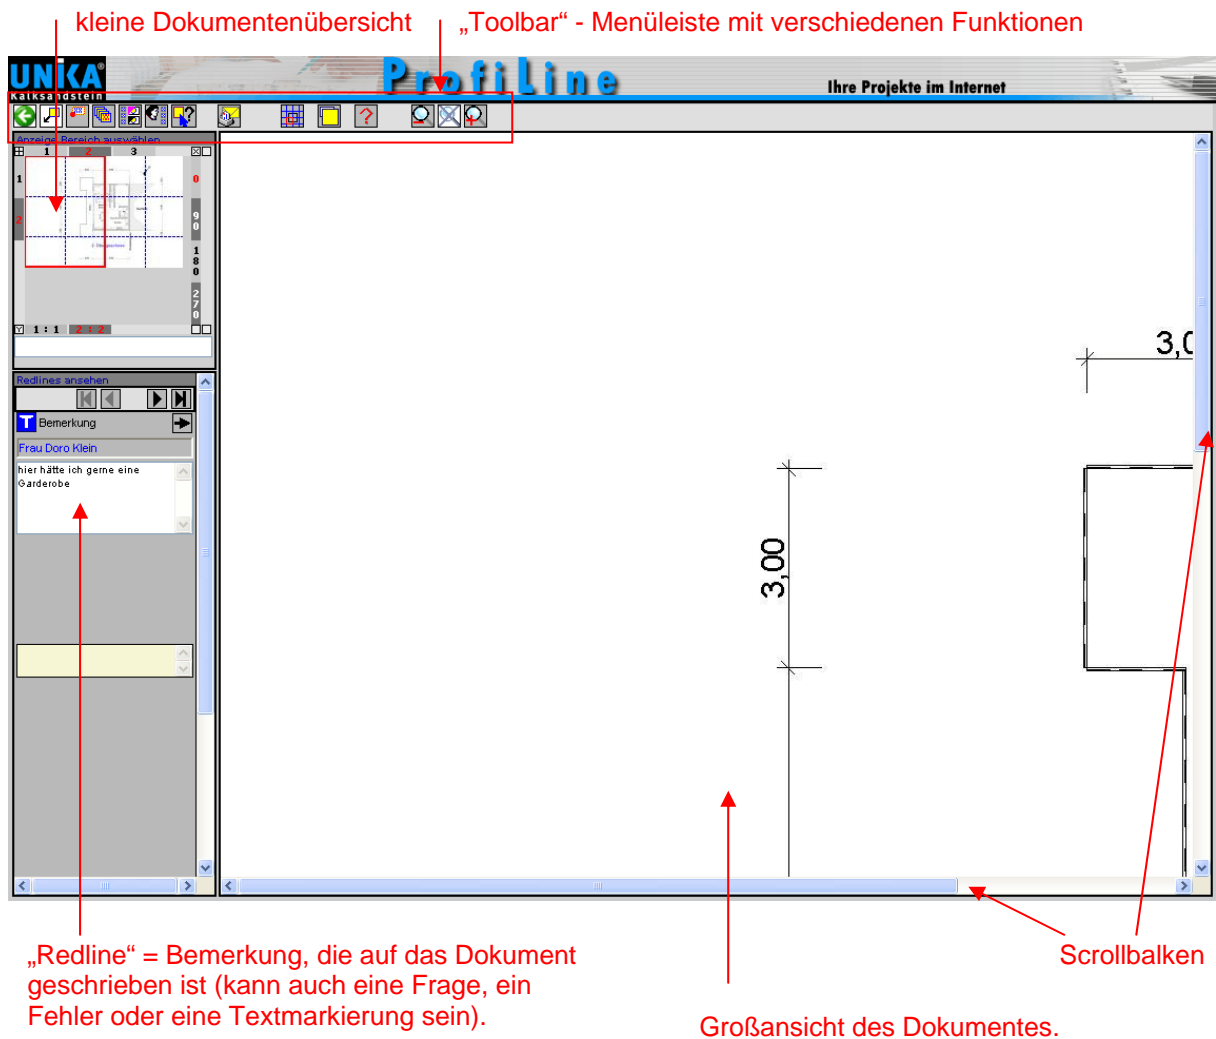 kleine Dokumentenübersicht
„Toolbar“ - Menüleiste mit verschiedenen Funktionen
UNIKA®
Kalksandstein
ProfiLine
Ihre Projekte im Internet
Anzeige Bereich auswählen
1 2 3
1
2
0
90
180
270
1:1 2:2
Redlines ansehen
T Bemerkung
Frau Doro Klein
hier hätte ich gerne eine
Garderobe
3,0
3,00
„Redline“ = Bemerkung, die auf das Dokument
geschrieben ist (kann auch eine Frage, ein
Fehler oder eine Textmarkierung sein).
Scrollbalken
Großansicht des Dokumentes.